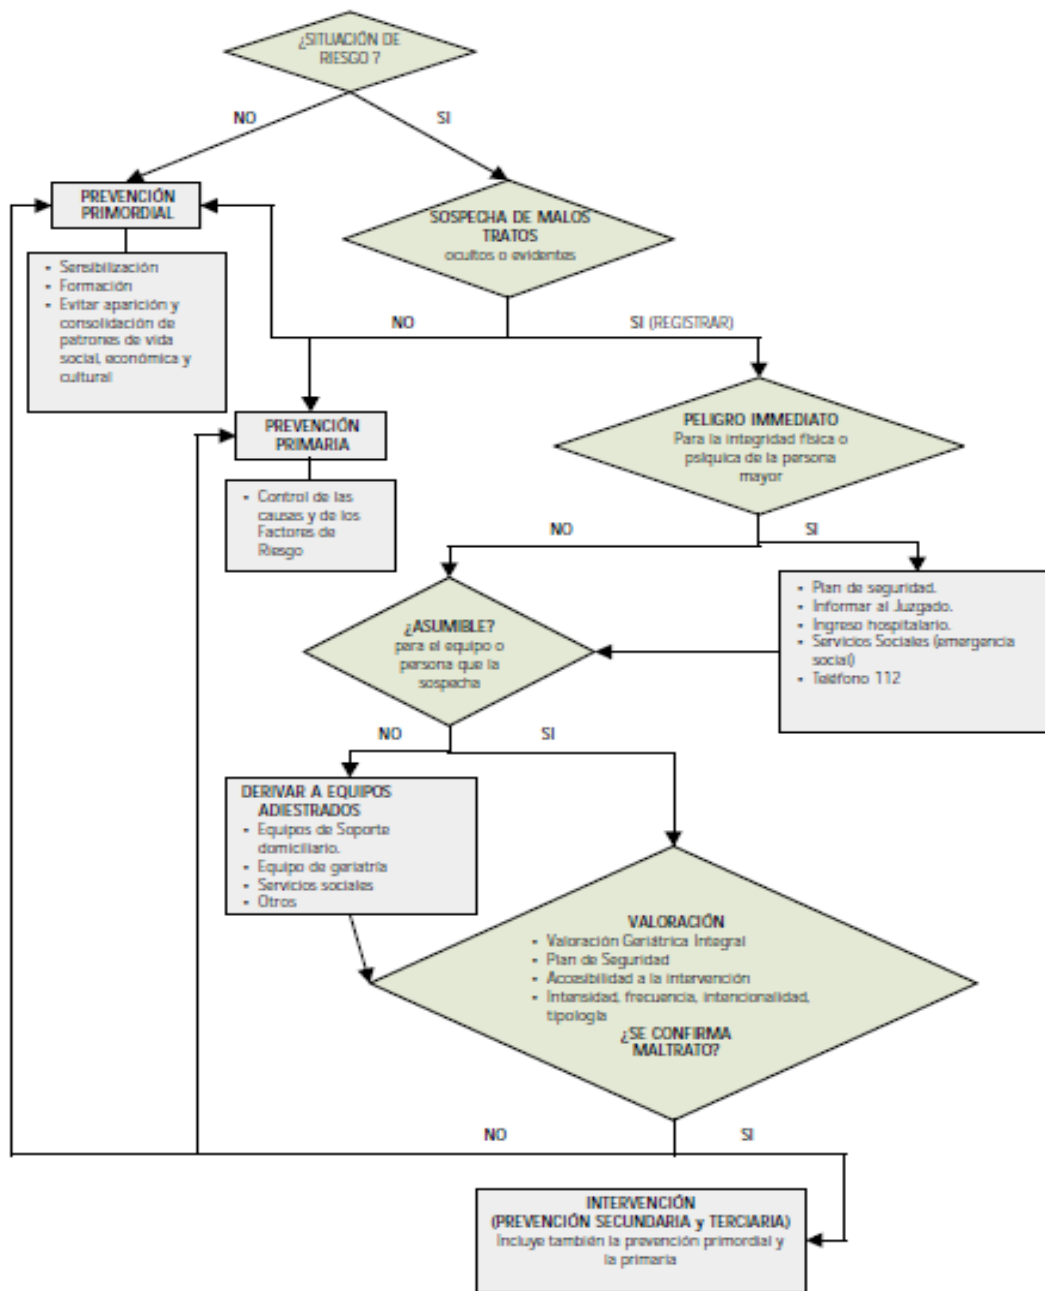 ¿SITUACIÓN DE
RIESGO ?
NO
SI
PREVENCIÓN
PRIMORDIAL
SOSPECHA DE MALOS
TRATOS
ocultos o evidentes
▪ Sensibilización
▪ Formación
▪ Evitar aparición y
consolidación de
patrones de vida
social, económica y
cultural
NO
SI (REGISTRAR)
PREVENCIÓN
PRIMARIA
PELIGRO IMMEDIATO
Para la integridad física o
psíquica de la persona
mayor
▪ Control de las
causas y de los
Factores de
Riesgo
NO
SI
¿ASUMIBLE?
para el equipo o
persona que la
sospecha
▪ Plan de seguridad.
▪ Informar al Juzgado.
▪ Ingreso hospitalario.
▪ Servicios Sociales (emergencia
social)
▪ Teléfono 112
NO
SI
DERIVAR A EQUIPOS
ADIESTRADOS
▪ Equipos de Soporte
domiciliario.
▪ Equipo de geriatría
▪ Servicios sociales
▪ Otros
VALORACIÓN
▪ Valoración Geriátrica Integral
▪ Plan de Seguridad
▪ Accesibilidad a la intervención
▪ Intensidad, frecuencia, intencionalidad,
tipología
¿SE CONFIRMA
MALTRATO?
NO
SI
INTERVENCIÓN
(PREVENCIÓN SECUNDARIA y TERCIARIA)
Incluye también la prevención primordial y
la primaria